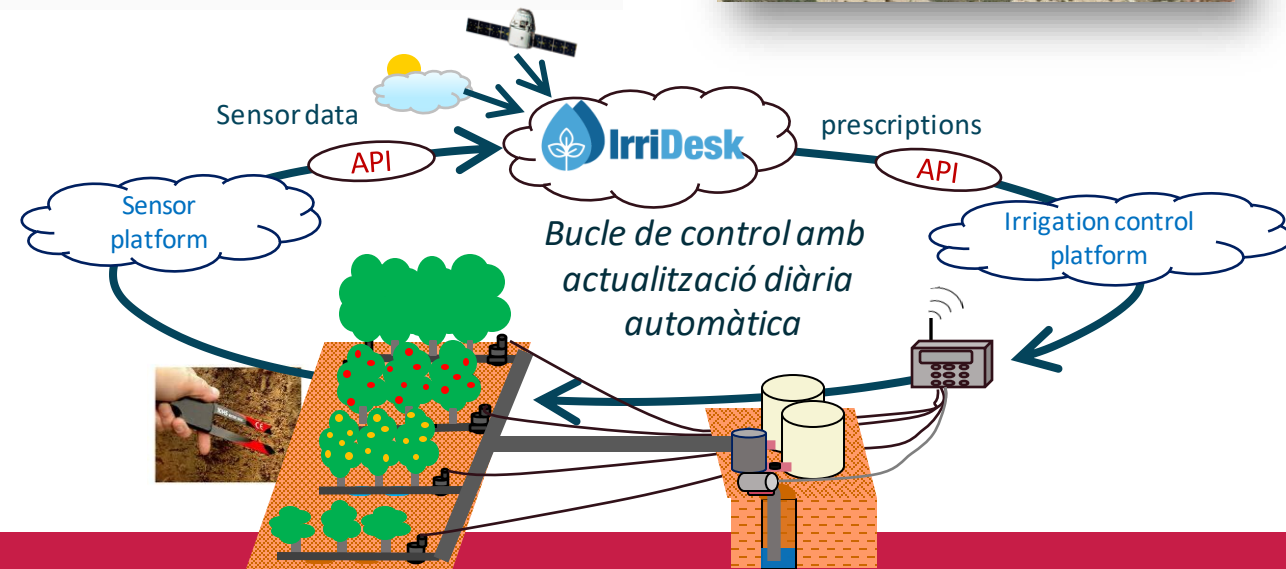 Sensor data
API
IrriDesk
prescriptions
API
Sensor
platform
Irrigation control
platform
Bucle de control amb
actualització diària
automàtica